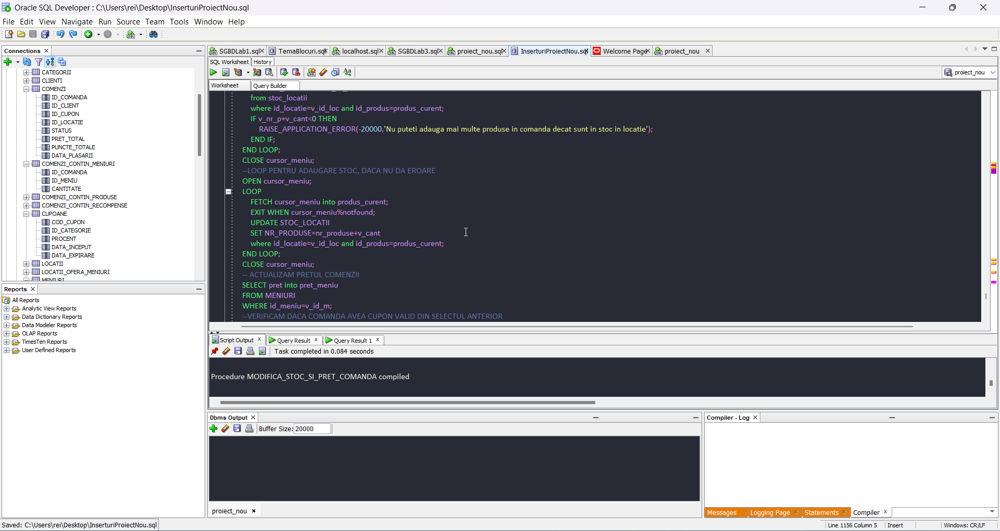 Oracle SQL Developer : C:\Users\rei\Desktop\InserturiProiectNou.sql
File Edit View Navigate Run Source Team Tools Window Help
Connections
CATEGORII
CLIENTI
COMENZI
ID_COMANDA
ID_CLIENT
ID_CUPON
ID_LOCATIE
STATUS
PRET_TOTAL
PUNCTE_TOTALE
DATA_PLASARII
COMENZI_CONTIN_MENIURI
ID_COMANDA
ID_MENIU
CANTITATE
COMENZI_CONTIN_PRODUSE
COMENZI_CONTIN_RECOMPENSE
CUPOANE
COD_CUPON
ID_CATEGORIE
PROCENT
DATA_INCEPUT
DATA_EXPIRARE
LOCATII
LOCATII_OFERA_MENIURI
MENIURI
Reports
All Reports
Analytic View Reports
Data Dictionary Reports
Data Modeler Reports
OLAP Reports
TimesTen Reports
User Defined Reports
SGBDLab1.sql TemaBlocuri.sql localhost.sql SGBDLab3.sql proiect_nou.sql InserturiProiectNou.sql Welcome Page proiect_nou
SQL Worksheet History
proiect_nou
Worksheet Query Builder
from stoc_locatii
where id_locatie=v_id_loc and id_produs=produs_curent;
IF v_nr_p+v_cant<0 THEN
RAISE_APPLICATION_ERROR(-20000,'Nu puteti adauga mai multe produse in comanda decat sunt in stoc in locatie');
END IF;
END LOOP;
CLOSE cursor_meniu;
--LOOP PENTRU ADAUGARE STOC, DACA NU DA EROARE
OPEN cursor_meniu;
LOOP
FETCH cursor_meniu into produs_curent;
EXIT WHEN cursor_meniu%notfound;
UPDATE STOC_LOCATII
SET NR_PRODUSE=nr_produse+v_cant
where id_locatie=v_id_loc and id_produs=produs_curent;
END LOOP;
CLOSE cursor_meniu;
-- ACTUALIZAM PRETUL COMENZII
SELECT pret into pret_meniu
FROM MENIURI
WHERE id_meniu=v_id_m;
--VERIFICAM DACA COMANDA AVEA CUPON VALID DIN SELECTUL ANTERIOR
Script Output Query Result Query Result 1
Task completed in 0.084 seconds
Procedure MODIFICA_STOC_SI_PRET_COMANDA compiled
Dbms Output
Buffer Size: 20000
proiect_nou
Compiler - Log
Messages Logging Page Statements Compiler
Saved: C:\Users\rei\Desktop\InserturiProiectNou.sql
Line 1156 Column 5 Insert Windows: CR/LF